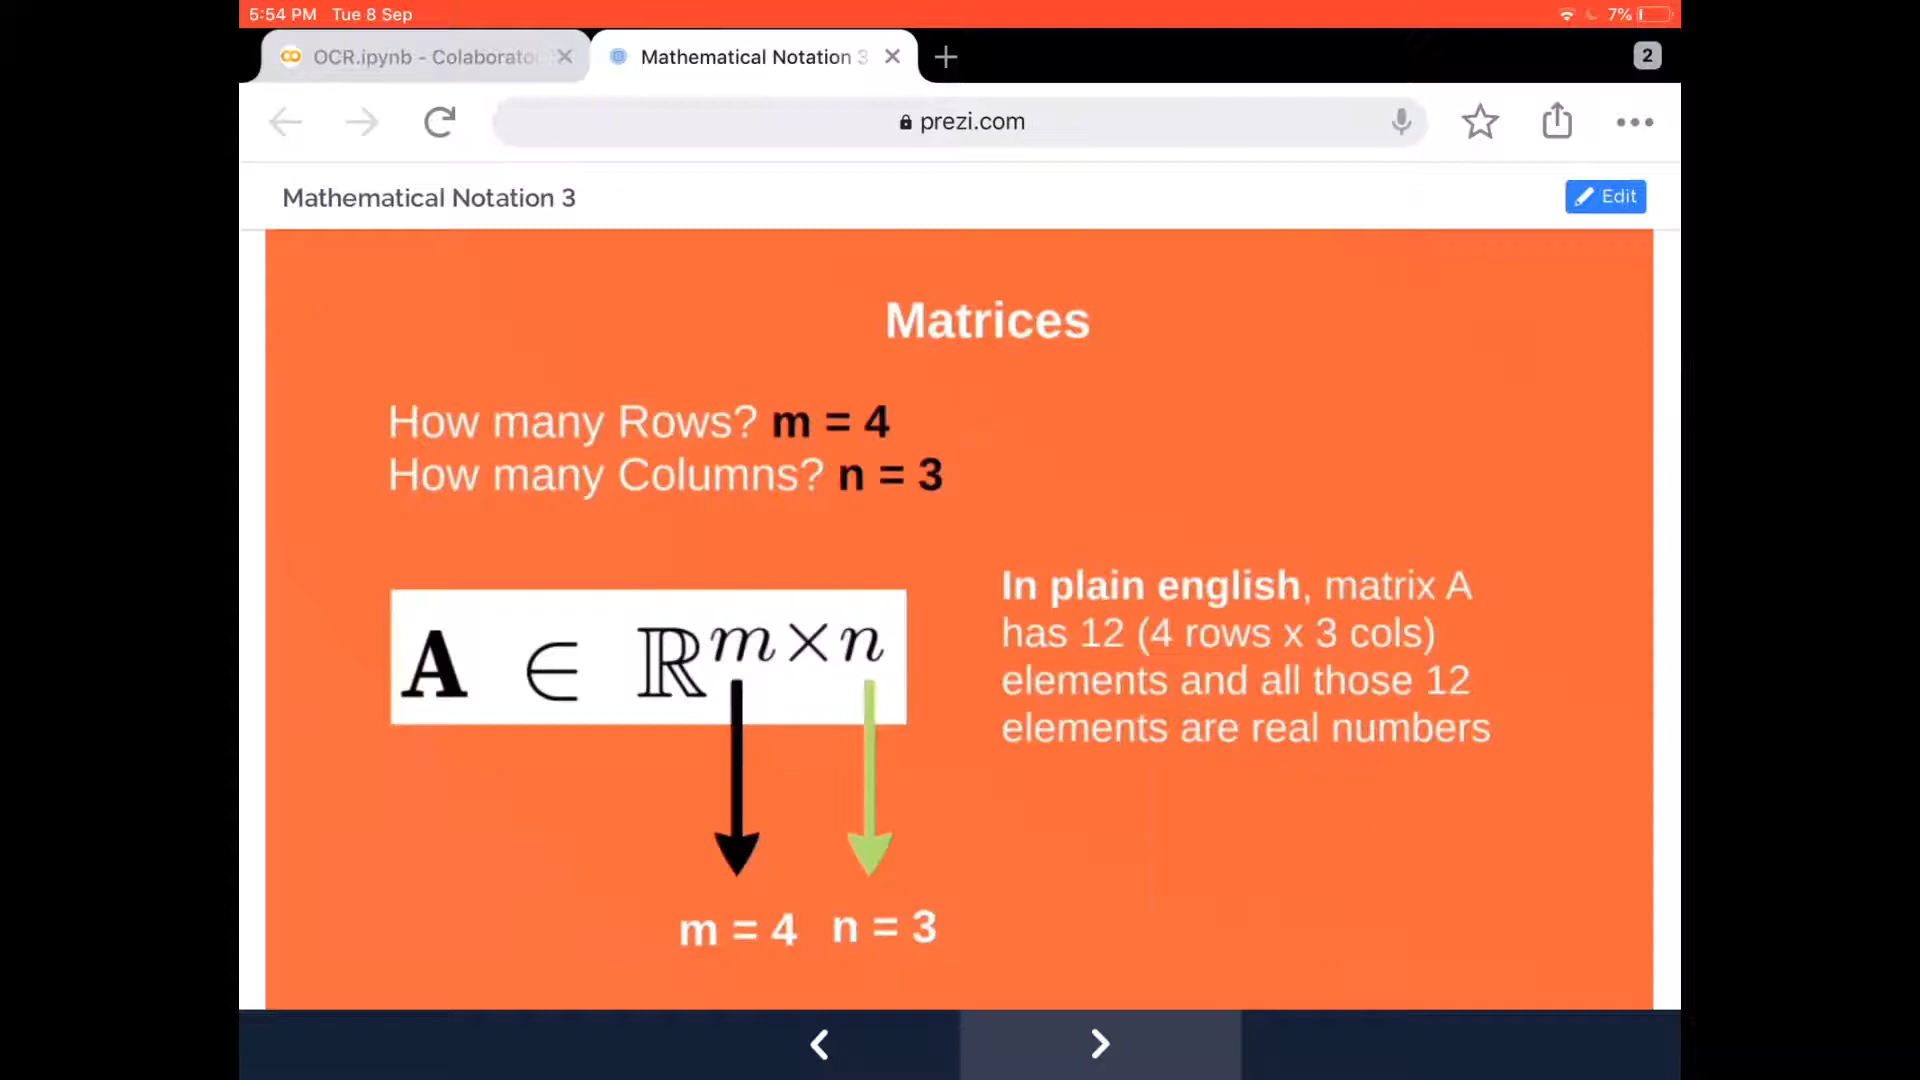 5:54 PM Tue 8 Sep 7%
OCR.ipynb - Colaborato Mathematical Notation 3 2
prezi.com
Mathematical Notation 3 Edit
Matrices
How many Rows? m = 4
How many Columns? n = 3
A ∈ ℝ^{m×n}
In plain english, matrix A
has 12 (4 rows x 3 cols)
elements and all those 12
elements are real numbers
m = 4 n = 3